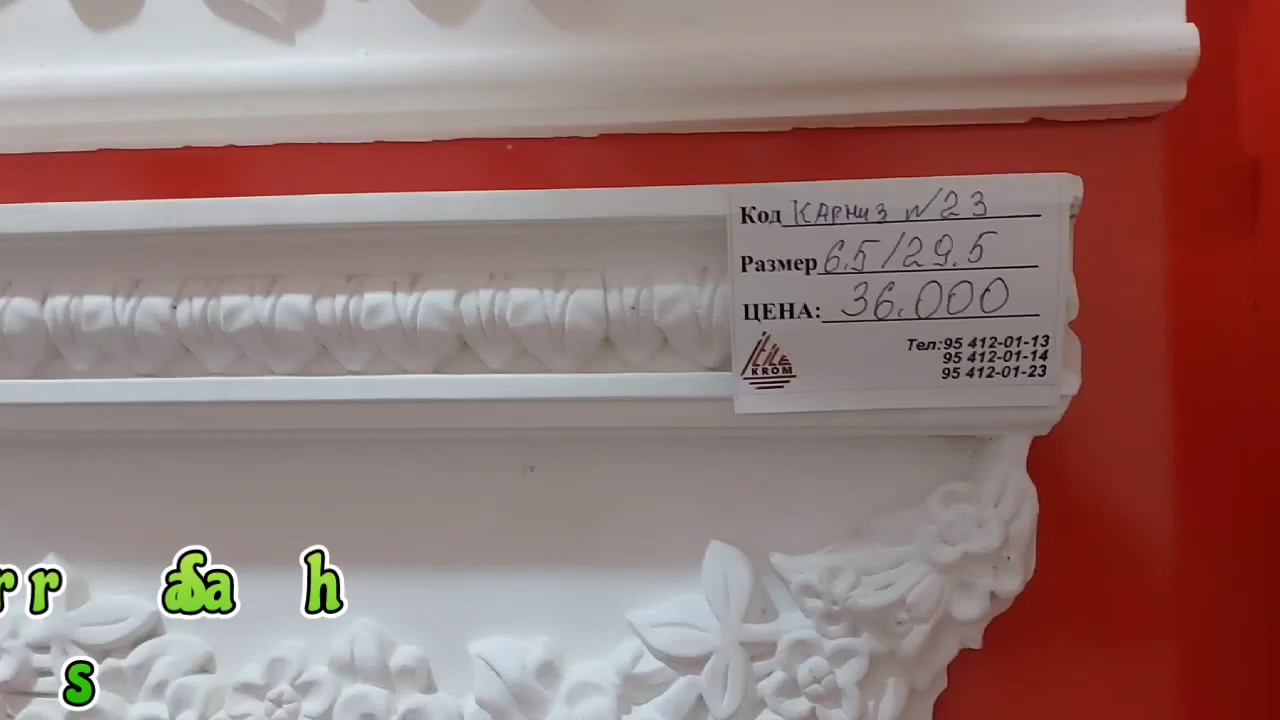 Код КАРНИЗ №23
Размер 6.5/29.5
ЦЕНА: 36.000
Тел:95 412-01-13
95 412-01-14
95 412-01-23
KROM
h
s